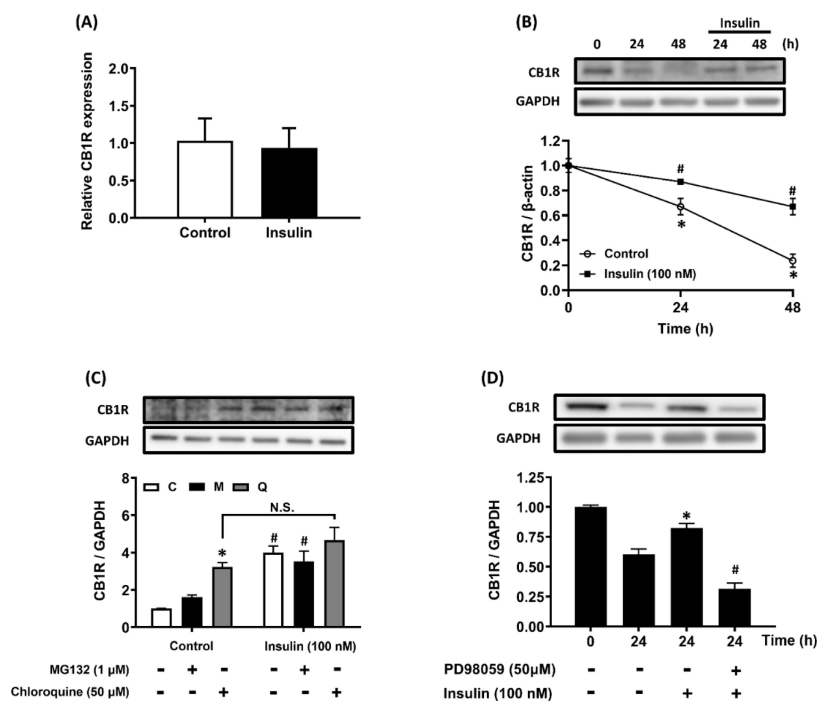 (A)
Relative CB1R expression
2.0
1.5
1.0
0.5
0.0
Control
Insulin
(B)
Insulin
0 24 48 24 48 (h)
CB1R
GAPDH
CB1R / β-actin
1.2
1.0
0.8
0.6
0.4
0.2
0.0
#
#
*
*
Control
Insulin (100 nM)
0 24 48
Time (h)
(C)
CB1R
GAPDH
CB1R / GAPDH
8
6
4
2
0
C M Q
N.S.
*
# #
Control Insulin (100 nM)
MG132 (1 µM) - + - - + -
Chloroquine (50 µM) - - + - - +
(D)
CB1R
GAPDH
CB1R / GAPDH
1.25
1.00
0.75
0.50
0.25
0.00
*
#
0 24 24 24 Time (h)
PD98059 (50µM) - - - +
Insulin (100 nM) - - + +